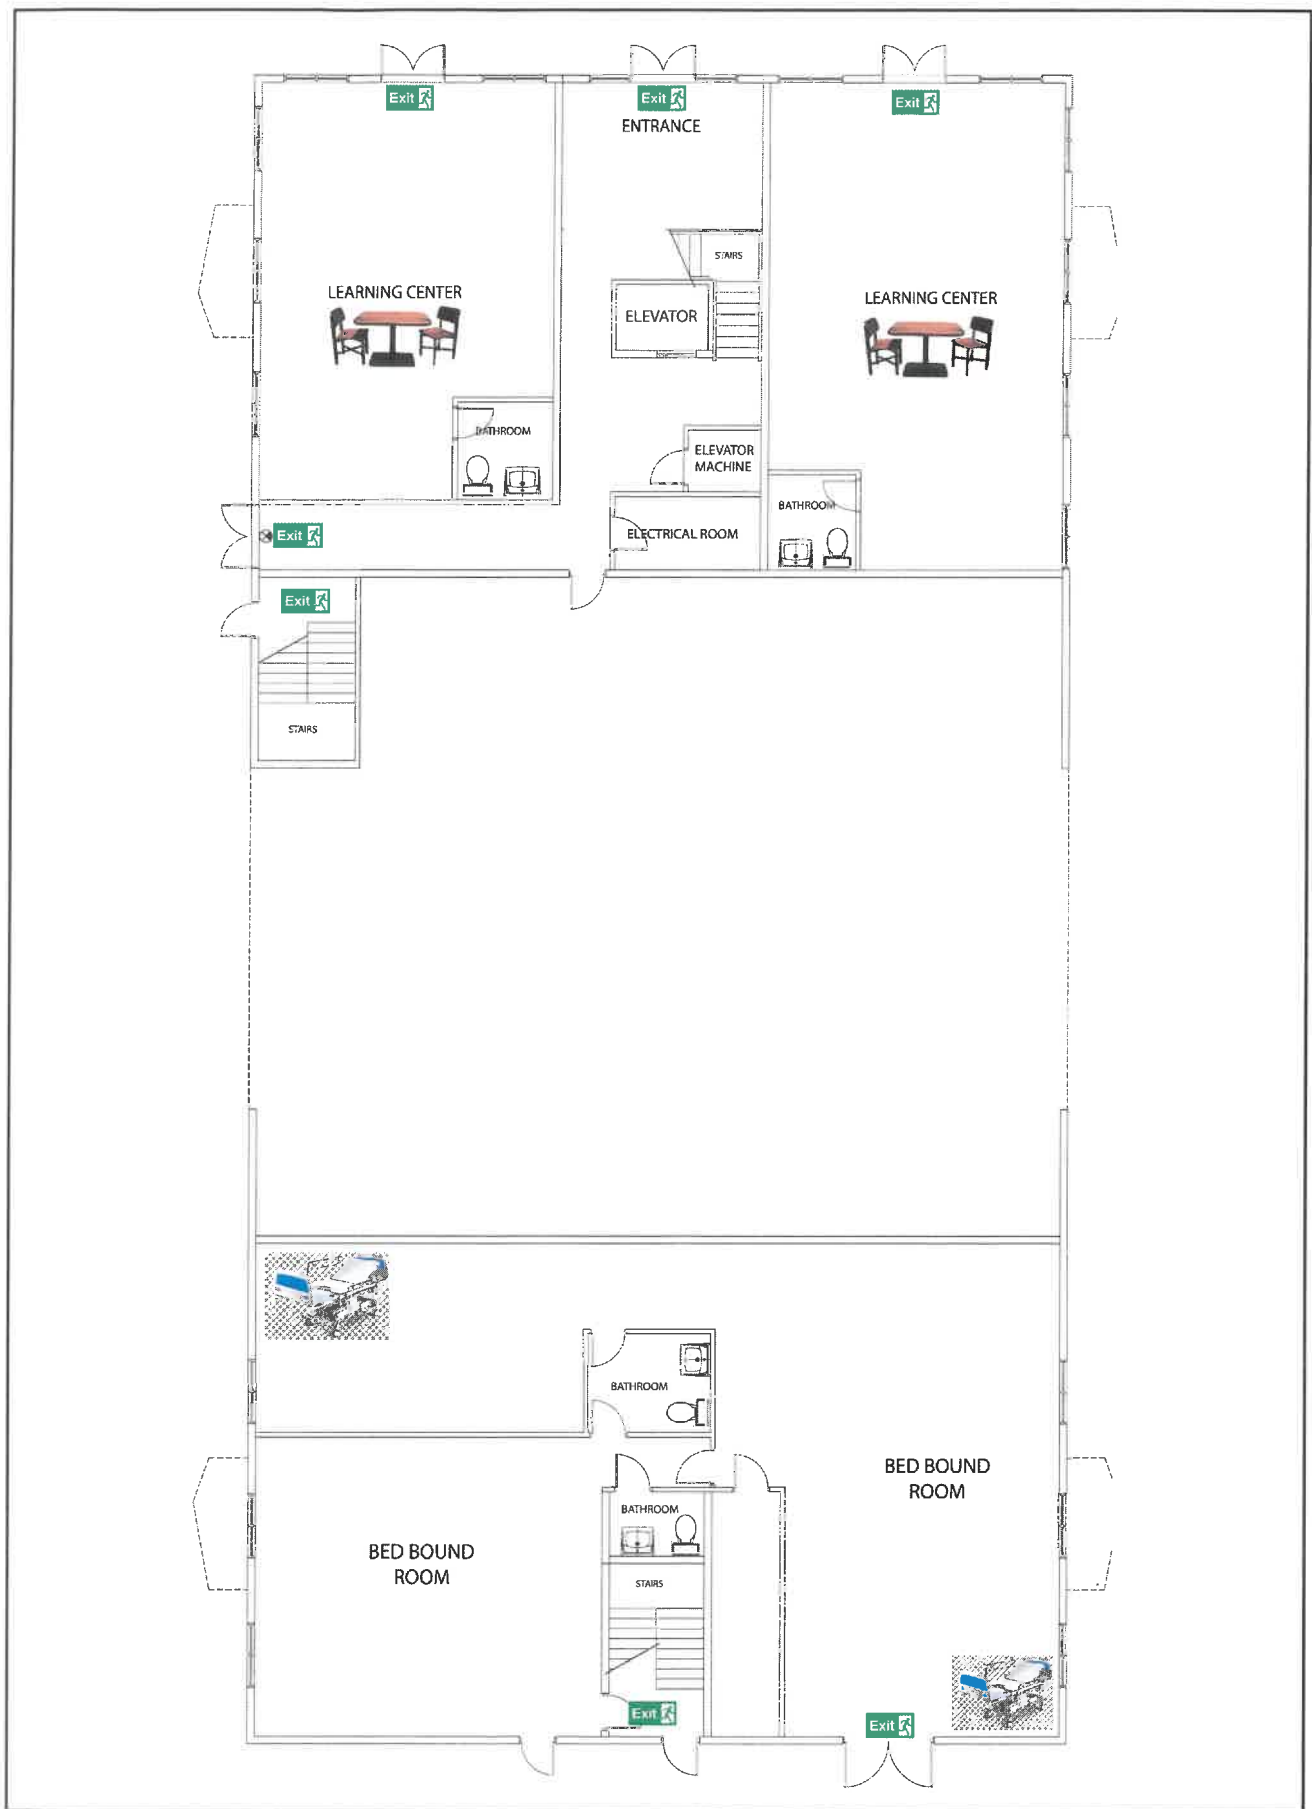 Exit
Exit
Exit
ENTRANCE
STAIRS
LEARNING CENTER
ELEVATOR
LEARNING CENTER
BATHROOM
ELEVATOR
MACHINE
BATHROOM
Exit
ELECTRICAL ROOM
Exit
STAIRS
BATHROOM
BED BOUND
ROOM
BATHROOM
BED BOUND
ROOM
STAIRS
Exit
Exit